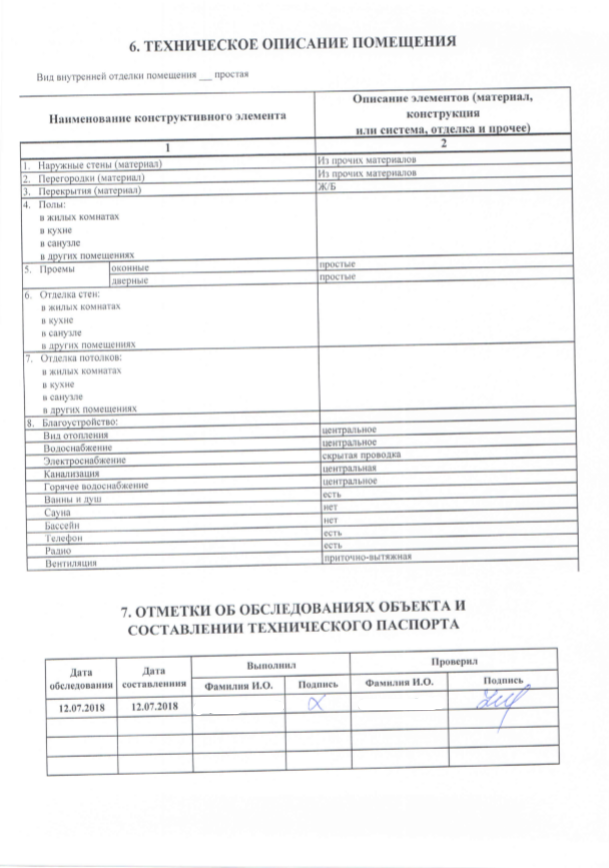 6. ТЕХНИЧЕСКОЕ ОПИСАНИЕ ПОМЕЩЕНИЯ
Вид внутренней отделки помещения __ простая
Наименование конструктивного элемента
Описание элементов (материал,
конструкция
или система, отделка и прочее)
1 2
1. Наружные стены (материал) Из прочих материалов
2. Перегородки (материал) Из прочих материалов
3. Перекрытия (материал) Ж/Б
4. Полы:
в жилых комнатах
в кухне
в санузле
в других помещениях
5. Проемы оконные простые
дверные простые
6. Отделка стен:
в жилых комнатах
в кухне
в санузле
в других помещениях
7. Отделка потолков:
в жилых комнатах
в кухне
в санузле
в других помещениях
8. Благоустройство:
Вид отопления центральное
Водоснабжение центральное
Электроснабжение скрытая проводка
Канализация центральная
Горячее водоснабжение центральное
Ванны и душ есть
Сауна нет
Бассейн нет
Телефон есть
Радио есть
Вентиляция приточно-вытяжная
7. ОТМЕТКИ ОБ ОБСЛЕДОВАНИЯХ ОБЪЕКТА И
СОСТАВЛЕНИИ ТЕХНИЧЕСКОГО ПАСПОРТА
Дата
обследования
Дата
составления
Выполнил Проверил
Фамилия И.О. Подпись Фамилия И.О. Подпись
12.07.2018 12.07.2018